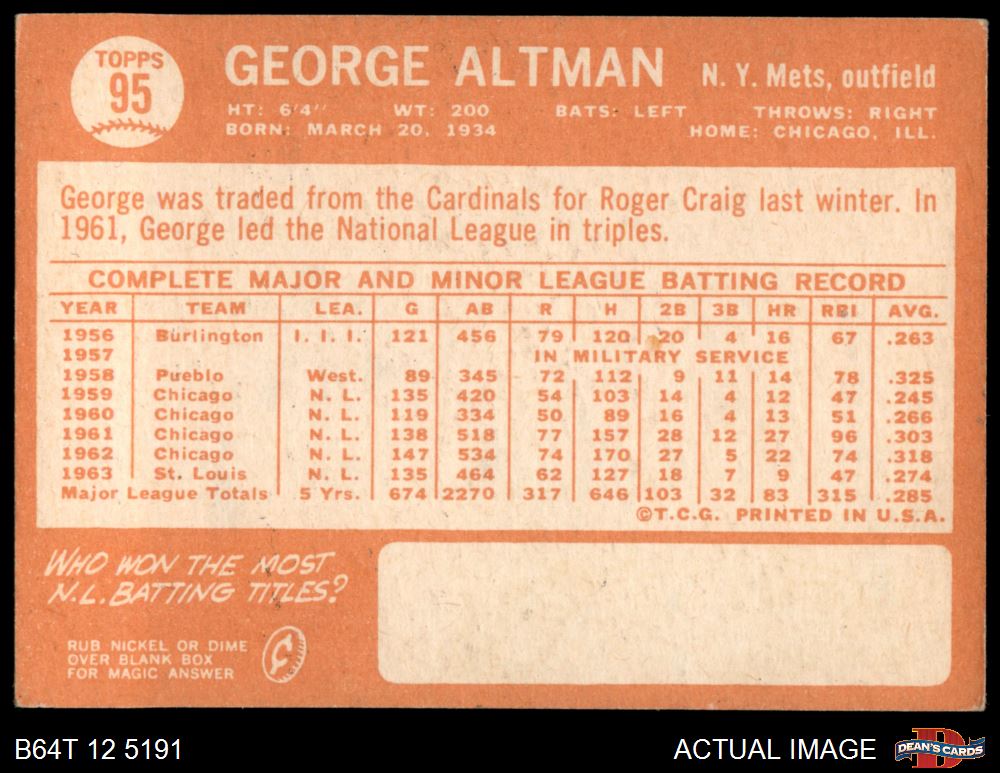 TOPPS
95
GEORGE ALTMAN
N. Y. Mets, outfield
HT: 6'4" WT: 200 BATS: LEFT THROWS: RIGHT
BORN: MARCH 20, 1934 HOME: CHICAGO, ILL.
George was traded from the Cardinals for Roger Craig last winter. In
1961, George led the National League in triples.
COMPLETE MAJOR AND MINOR LEAGUE BATTING RECORD
YEAR TEAM LEA. G AB R H 2B 3B HR RBI AVG.
1956 Burlington I. I. I. 121 456 79 120 20 4 16 67 .263
1957 IN MILITARY SERVICE
1958 Pueblo West. 89 345 72 112 9 11 14 78 .325
1959 Chicago N. L. 135 420 54 103 14 4 12 47 .245
1960 Chicago N. L. 119 334 50 89 16 4 13 51 .266
1961 Chicago N. L. 138 518 77 157 28 12 27 96 .303
1962 Chicago N. L. 147 534 74 170 27 5 22 74 .318
1963 St. Louis N. L. 135 464 62 127 18 7 9 47 .274
Major League Totals 5 Yrs. 674 2270 317 646 103 32 83 315 .285
©T.C.G. PRINTED IN U.S.A.
WHO WON THE MOST
N.L. BATTING TITLES?
RUB NICKEL OR DIME
OVER BLANK BOX
FOR MAGIC ANSWER
B64T 12 5191
ACTUAL IMAGE
D
DEAN'S CARDS